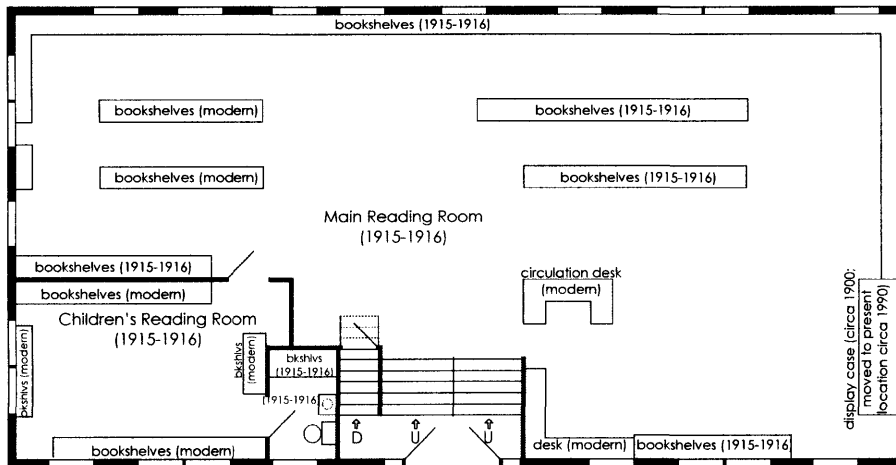 bookshelves (1915-1916)
bookshelves (modern)
bookshelves (1915-1916)
bookshelves (modern)
bookshelves (1915-1916)
Main Reading Room
(1915-1916)
bookshelves (1915-1916)
circulation desk
(modern)
bookshelves (modern)
Children's Reading Room
(1915-1916)
bkshlvs (modern)
bkshlvs
(modern)
bkshlvs
(1915-1916)
(1915-1916)
display case (circa 1900;
moved to present
location circa 1990)
D
U
U
bookshelves (modern)
desk (modern)
bookshelves (1915-1916)